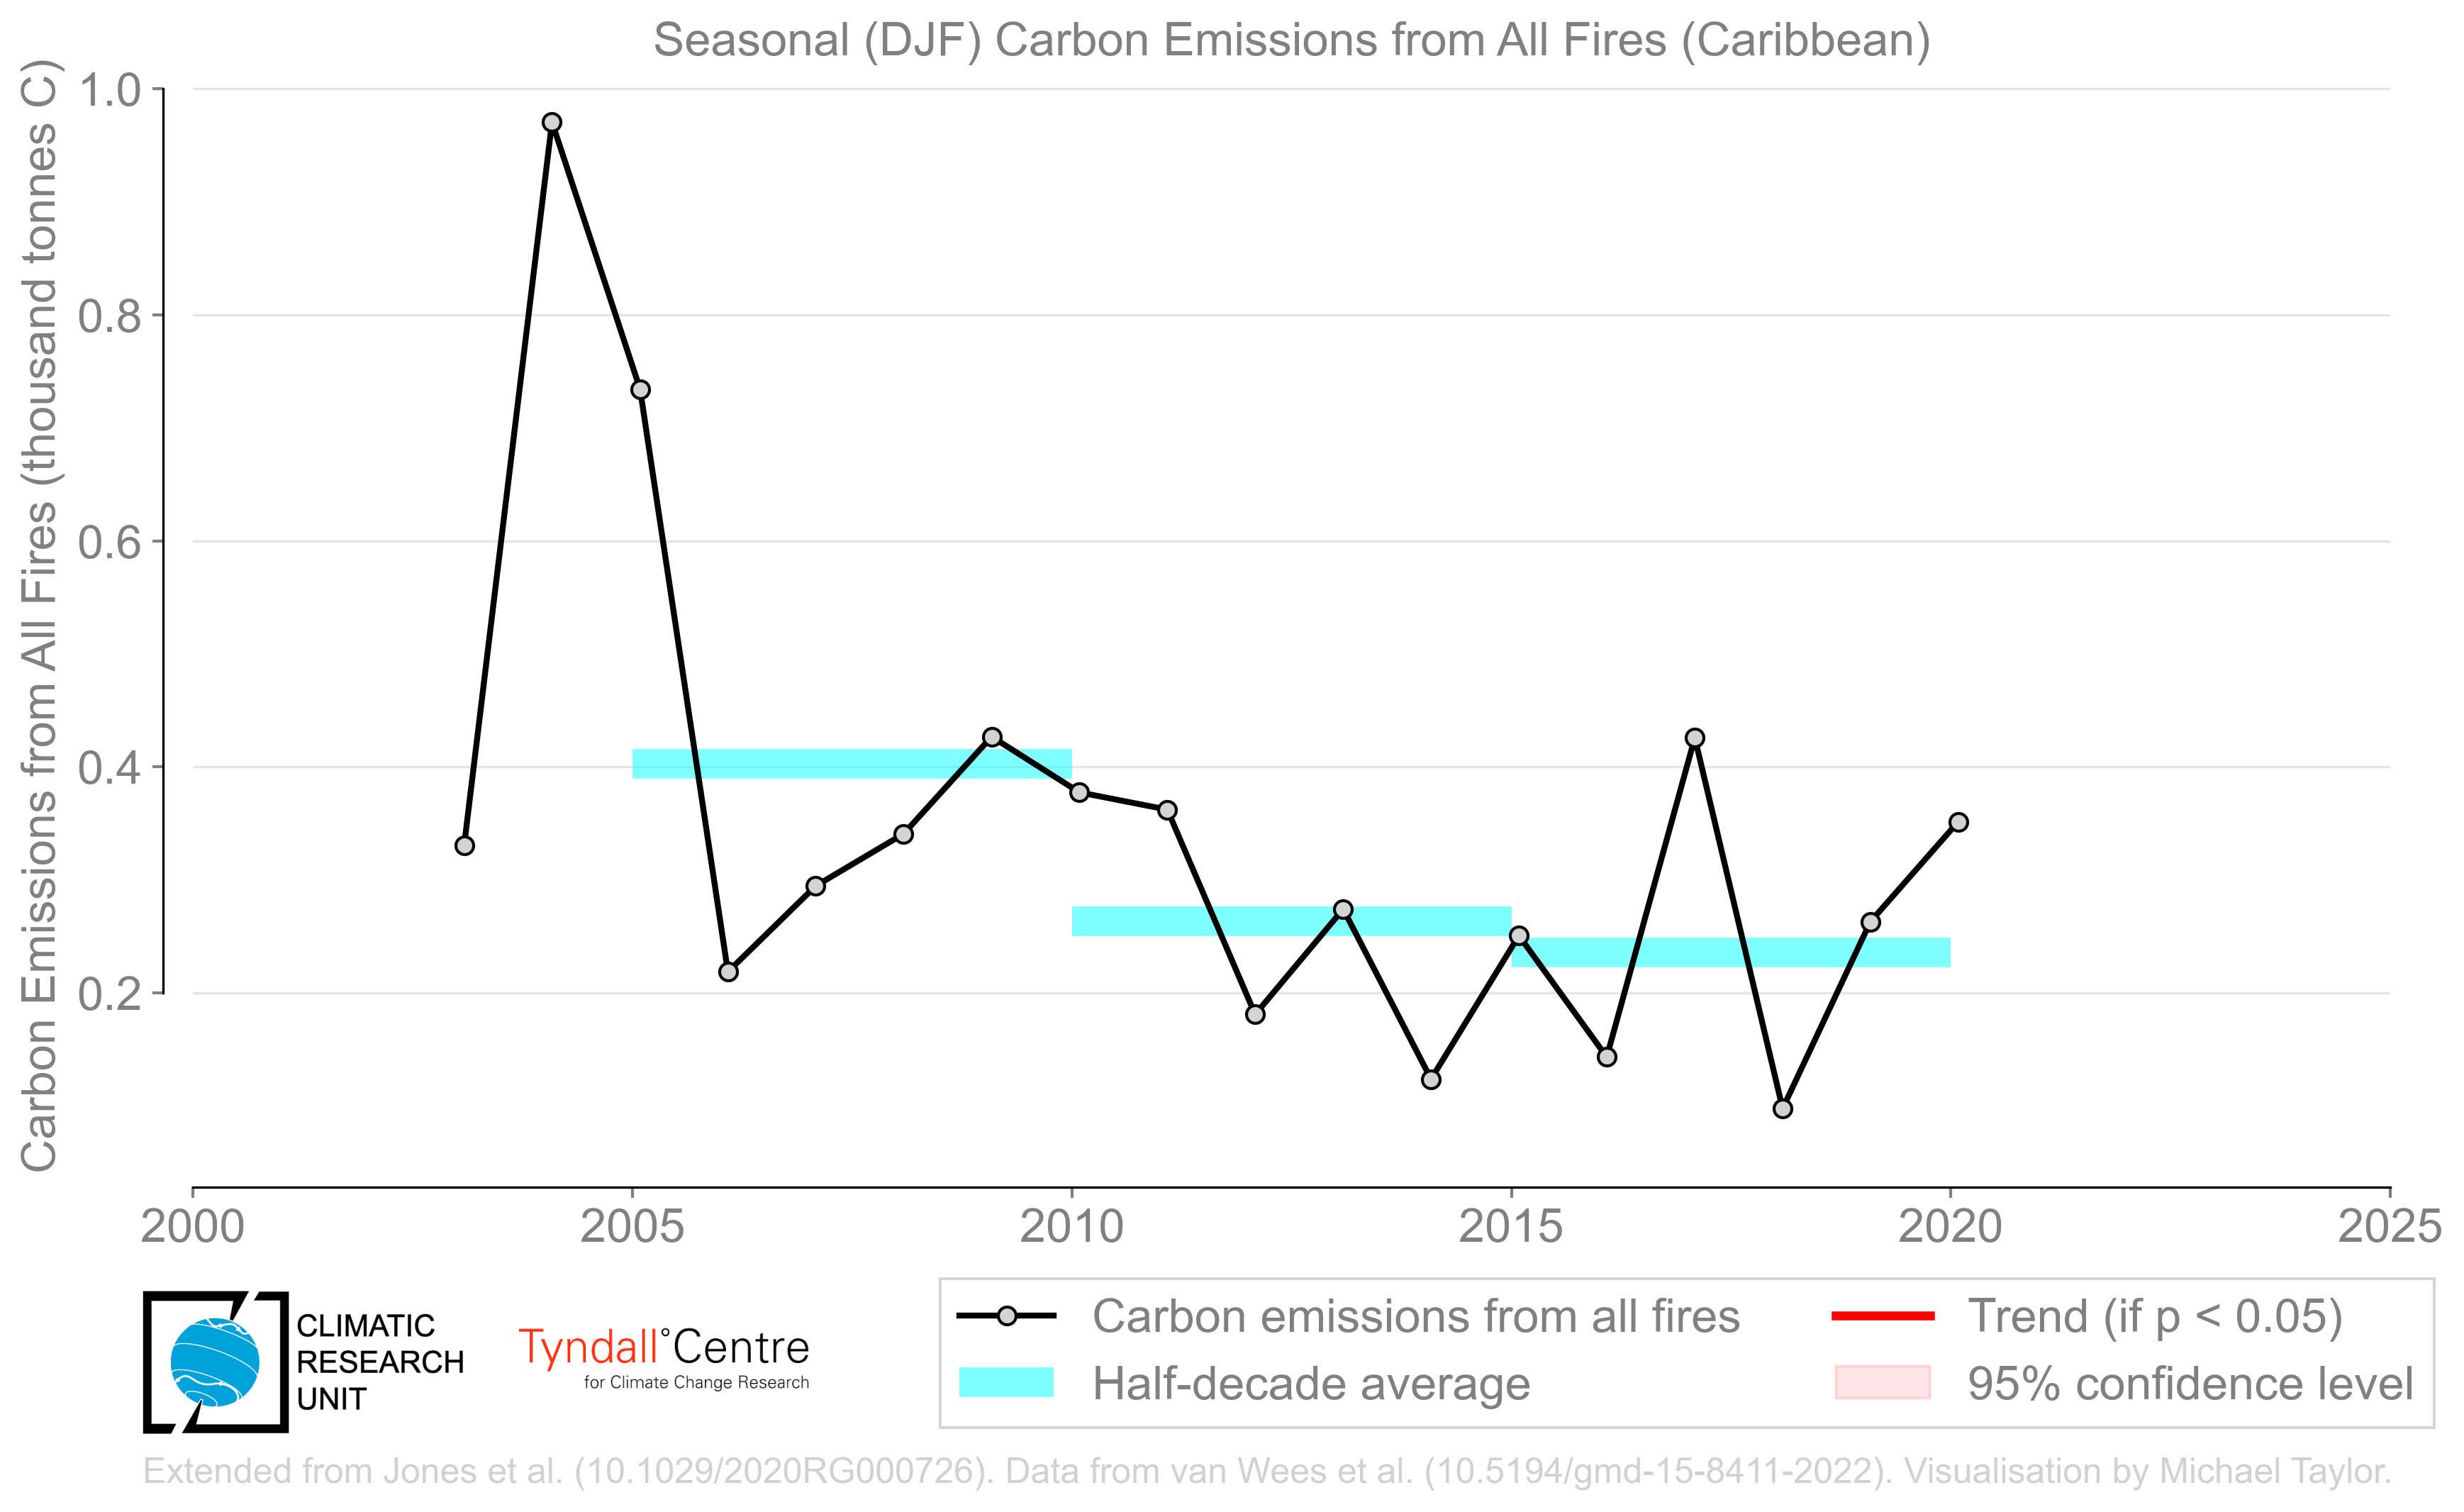 Seasonal (DJF) Carbon Emissions from All Fires (Caribbean)
Carbon Emissions from All Fires (thousand tonnes C)
1.0
0.8
0.6
0.4
0.2
2000
2005
2010
2015
2020
2025
CLIMATIC
RESEARCH
UNIT
Tyndall°Centre
for Climate Change Research
Carbon emissions from all fires
Half-decade average
Trend (if p < 0.05)
95% confidence level
Extended from Jones et al. (10.1029/2020RG000726). Data from van Wees et al. (10.5194/gmd-15-8411-2022). Visualisation by Michael Taylor.